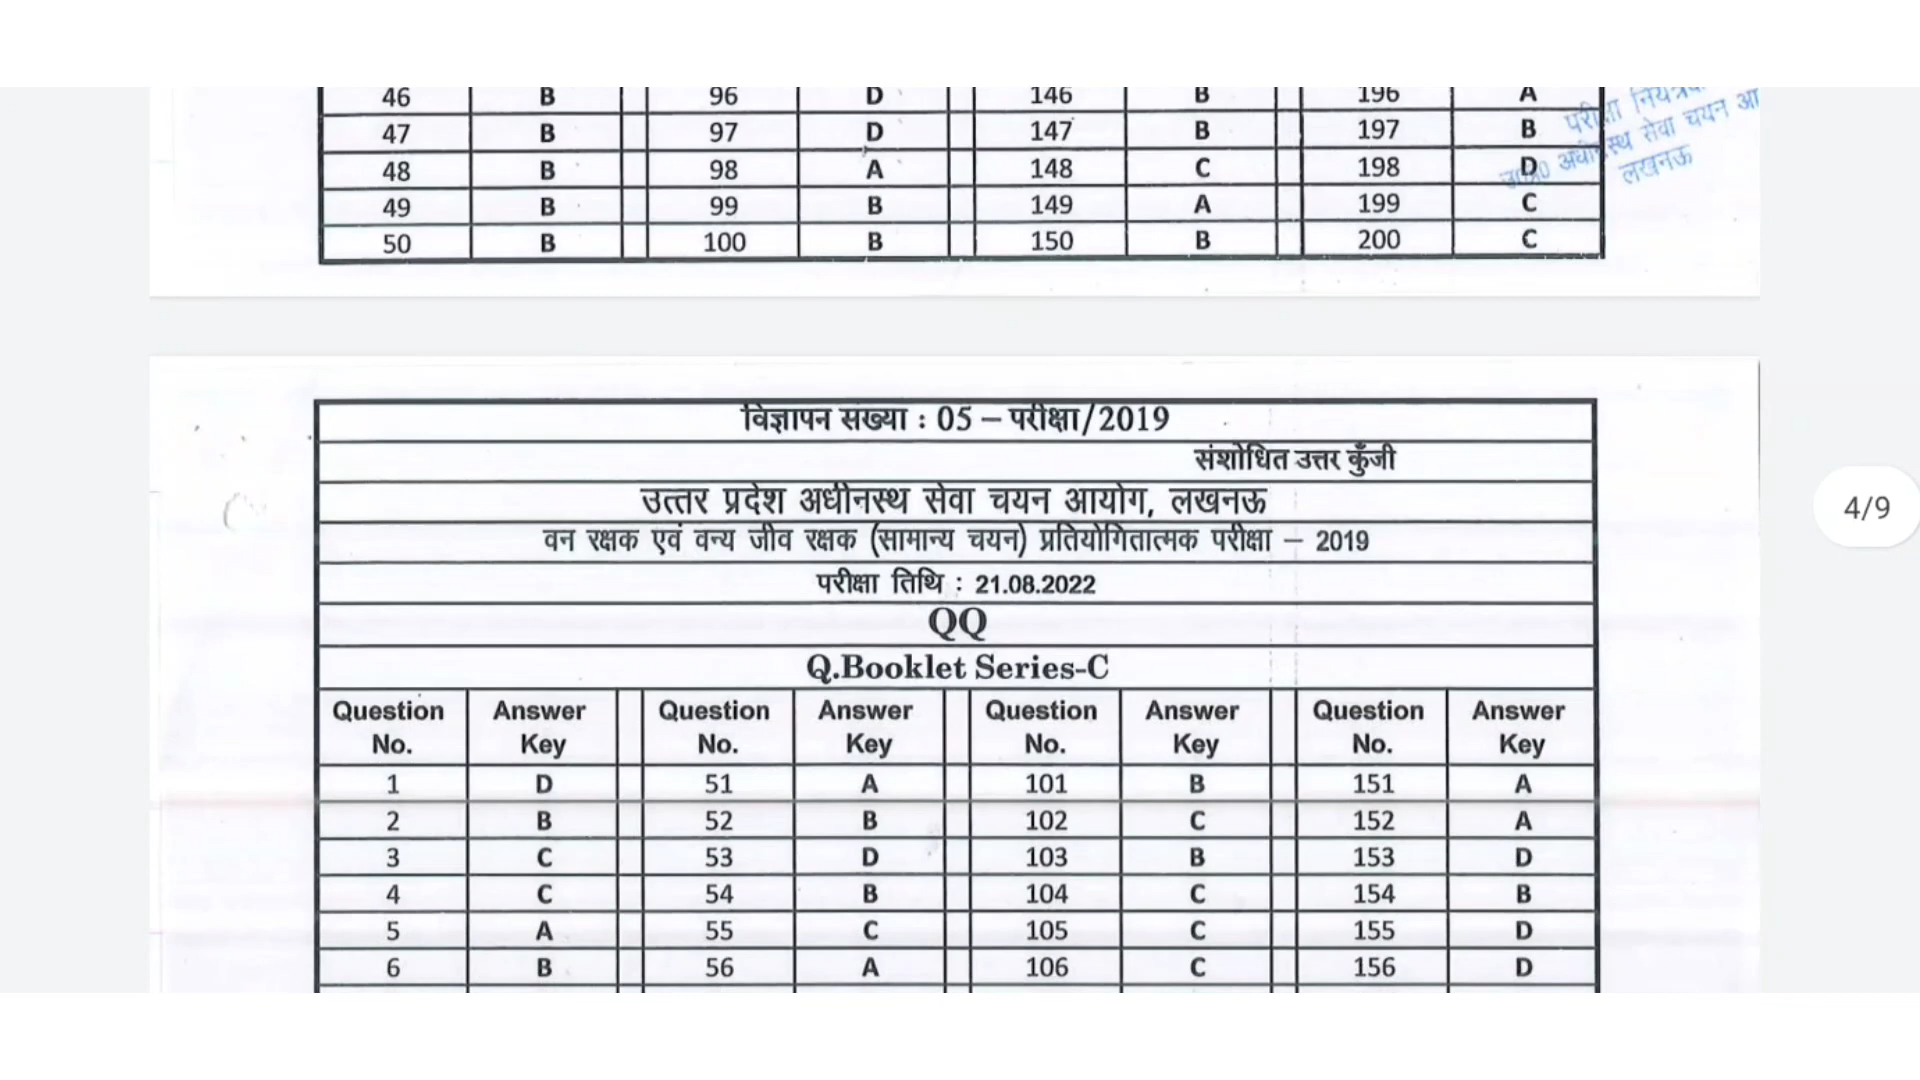 46 B 96 D 146 B 196 A
47 B 97 D 147 B 197 B
48 B 98 A 148 C 198 D
49 B 99 B 149 A 199 C
50 B 100 B 150 B 200 C
परीक्षा
अधीनस्थ सेवा चयन आ
लखनऊ
विज्ञापन संख्या : 05 – परीक्षा/2019
संशोधित उत्तर कुँजी
उत्तर प्रदेश अधीनस्थ सेवा चयन आयोग, लखनऊ
वन रक्षक एवं वन्य जीव रक्षक (सामान्य चयन) प्रतियोगितात्मक परीक्षा – 2019
परीक्षा तिथि : 21.08.2022
QQ
Q.Booklet Series-C
Question Answer Question Answer Question Answer Question Answer
No. Key No. Key No. Key No. Key
1 D 51 A 101 B 151 A
2 B 52 B 102 C 152 A
3 C 53 D 103 B 153 D
4 C 54 B 104 C 154 B
5 A 55 C 105 C 155 D
6 B 56 A 106 C 156 D
4/9